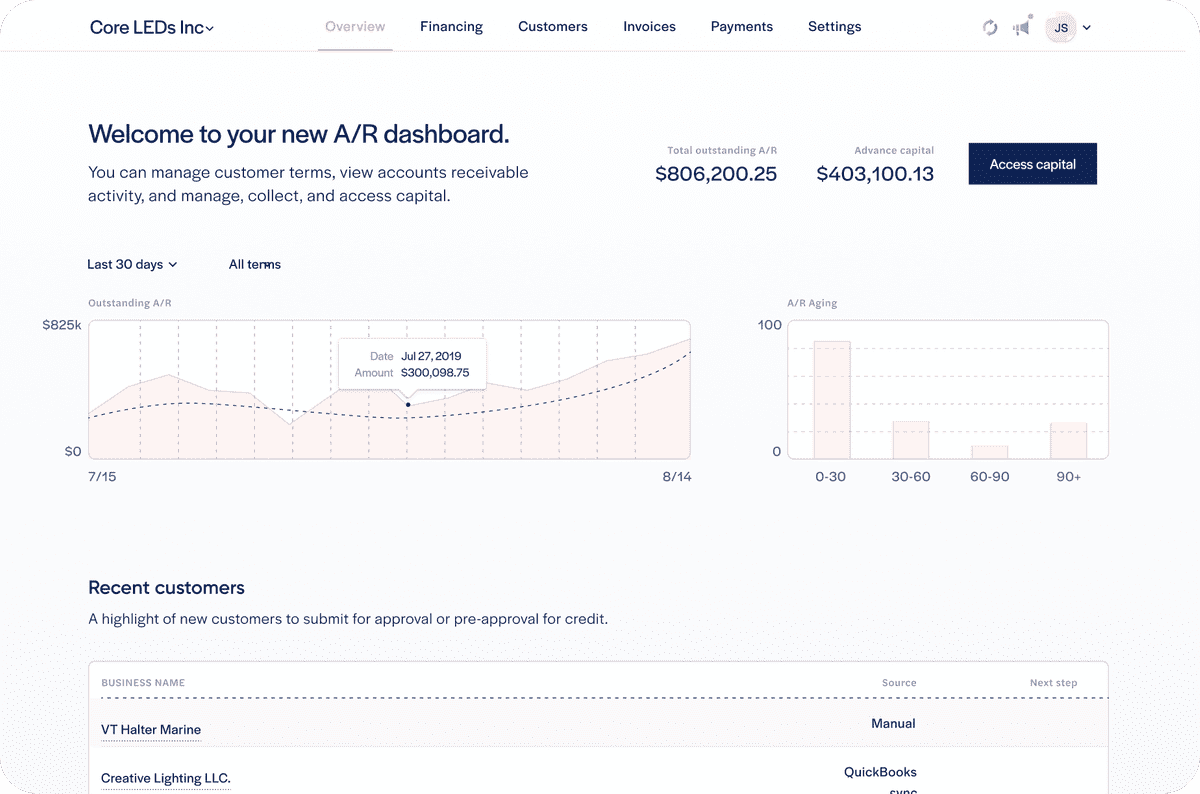 Core LEDs Inc
Overview Financing Customers Invoices Payments Settings
JS
Welcome to your new A/R dashboard.
You can manage customer terms, view accounts receivable
activity, and manage, collect, and access capital.
Total outstanding A/R
$806,200.25
Advance capital
$403,100.13
Access capital
Last 30 days
All terms
Outstanding A/R
$825k
$0
7/15
8/14
Date Jul 27, 2019
Amount $300,098.75
A/R Aging
100
0
0-30 30-60 60-90 90+
Recent customers
A highlight of new customers to submit for approval or pre-approval for credit.
BUSINESS NAME Source Next step
VT Halter Marine Manual
Creative Lighting LLC. QuickBooks
sync